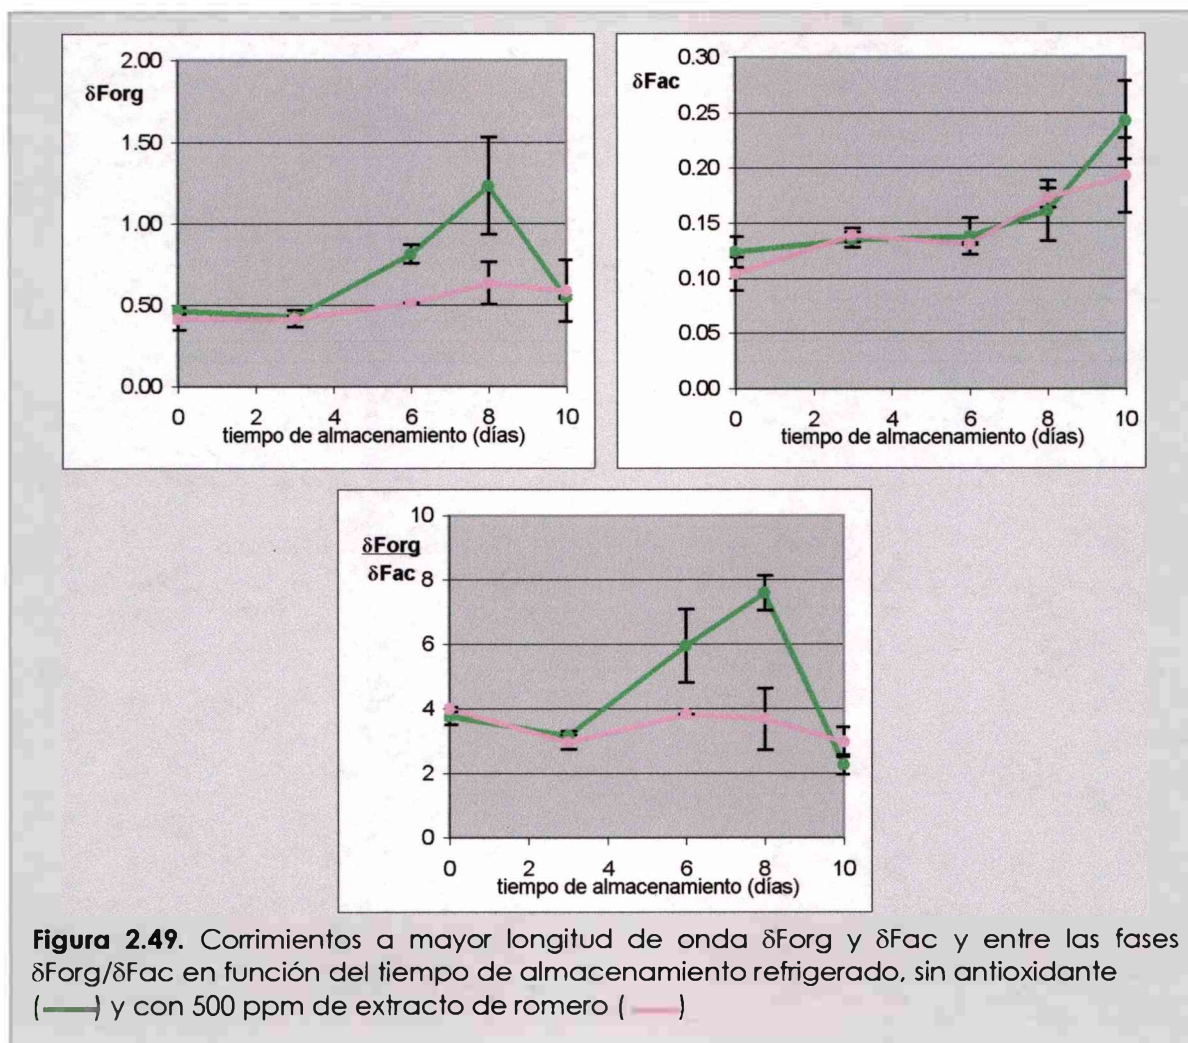 2.00
δForg
1.50
1.00
0.50
0.00
0 2 4 6 8 10
tiempo de almacenamiento (días)
0.30
δFac
0.25
0.20
0.15
0.10
0.05
0.00
0 2 4 6 8 10
tiempo de almacenamiento (días)
10
δForg
δFac 8
6
4
2
0
0 2 4 6 8 10
tiempo de almacenamiento (días)
Figura 2.49. Corrimientos a mayor longitud de onda δForg y δFac y entre las fases
δForg/δFac en función del tiempo de almacenamiento refrigerado, sin antioxidante
( ) y con 500 ppm de extracto de romero ( )